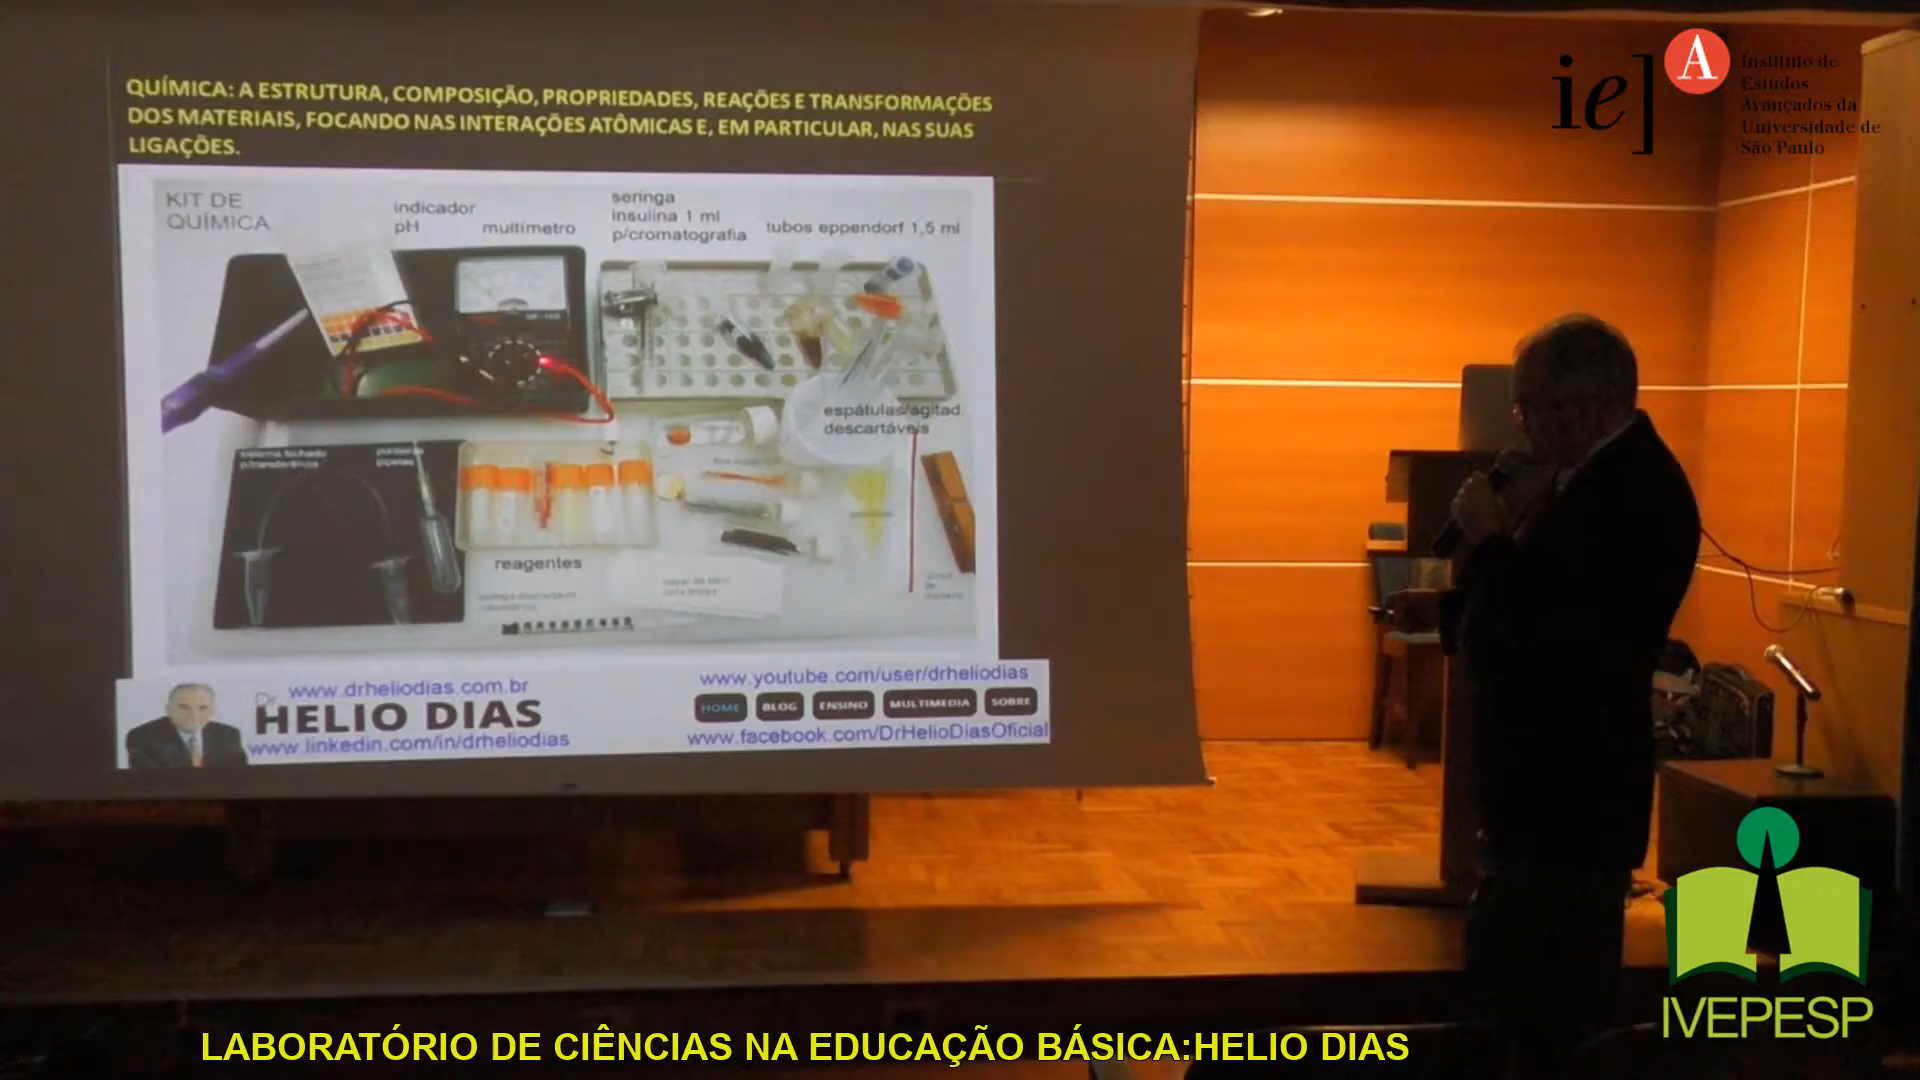 QUÍMICA: A ESTRUTURA, COMPOSIÇÃO, PROPRIEDADES, REAÇÕES E TRANSFORMAÇÕES
DOS MATERIAIS, FOCANDO NAS INTERAÇÕES ATÔMICAS E, EM PARTICULAR, NAS SUAS
LIGAÇÕES.
KIT DE
QUÍMICA
indicador
pH
multímetro
seringa
insulina 1 ml
p/cromatografia
tubos eppendorf 1,5 ml
espátulas/agitad.
descartáveis
sistema fechado
p/transferências
reagentes
Dr.
www.drheliodias.com.br
HELIO DIAS
www.linkedin.com/in/drheliodias
www.youtube.com/user/drheliodias
HOME BLOG ENSINO MULTIMEDIA SOBRE
www.facebook.com/DrHelioDiasOficial
ie]
A
Instituto de
Estudos
Avançados da
Universidade de
São Paulo
IVEPESP
LABORATÓRIO DE CIÊNCIAS NA EDUCAÇÃO BÁSICA:HELIO DIAS